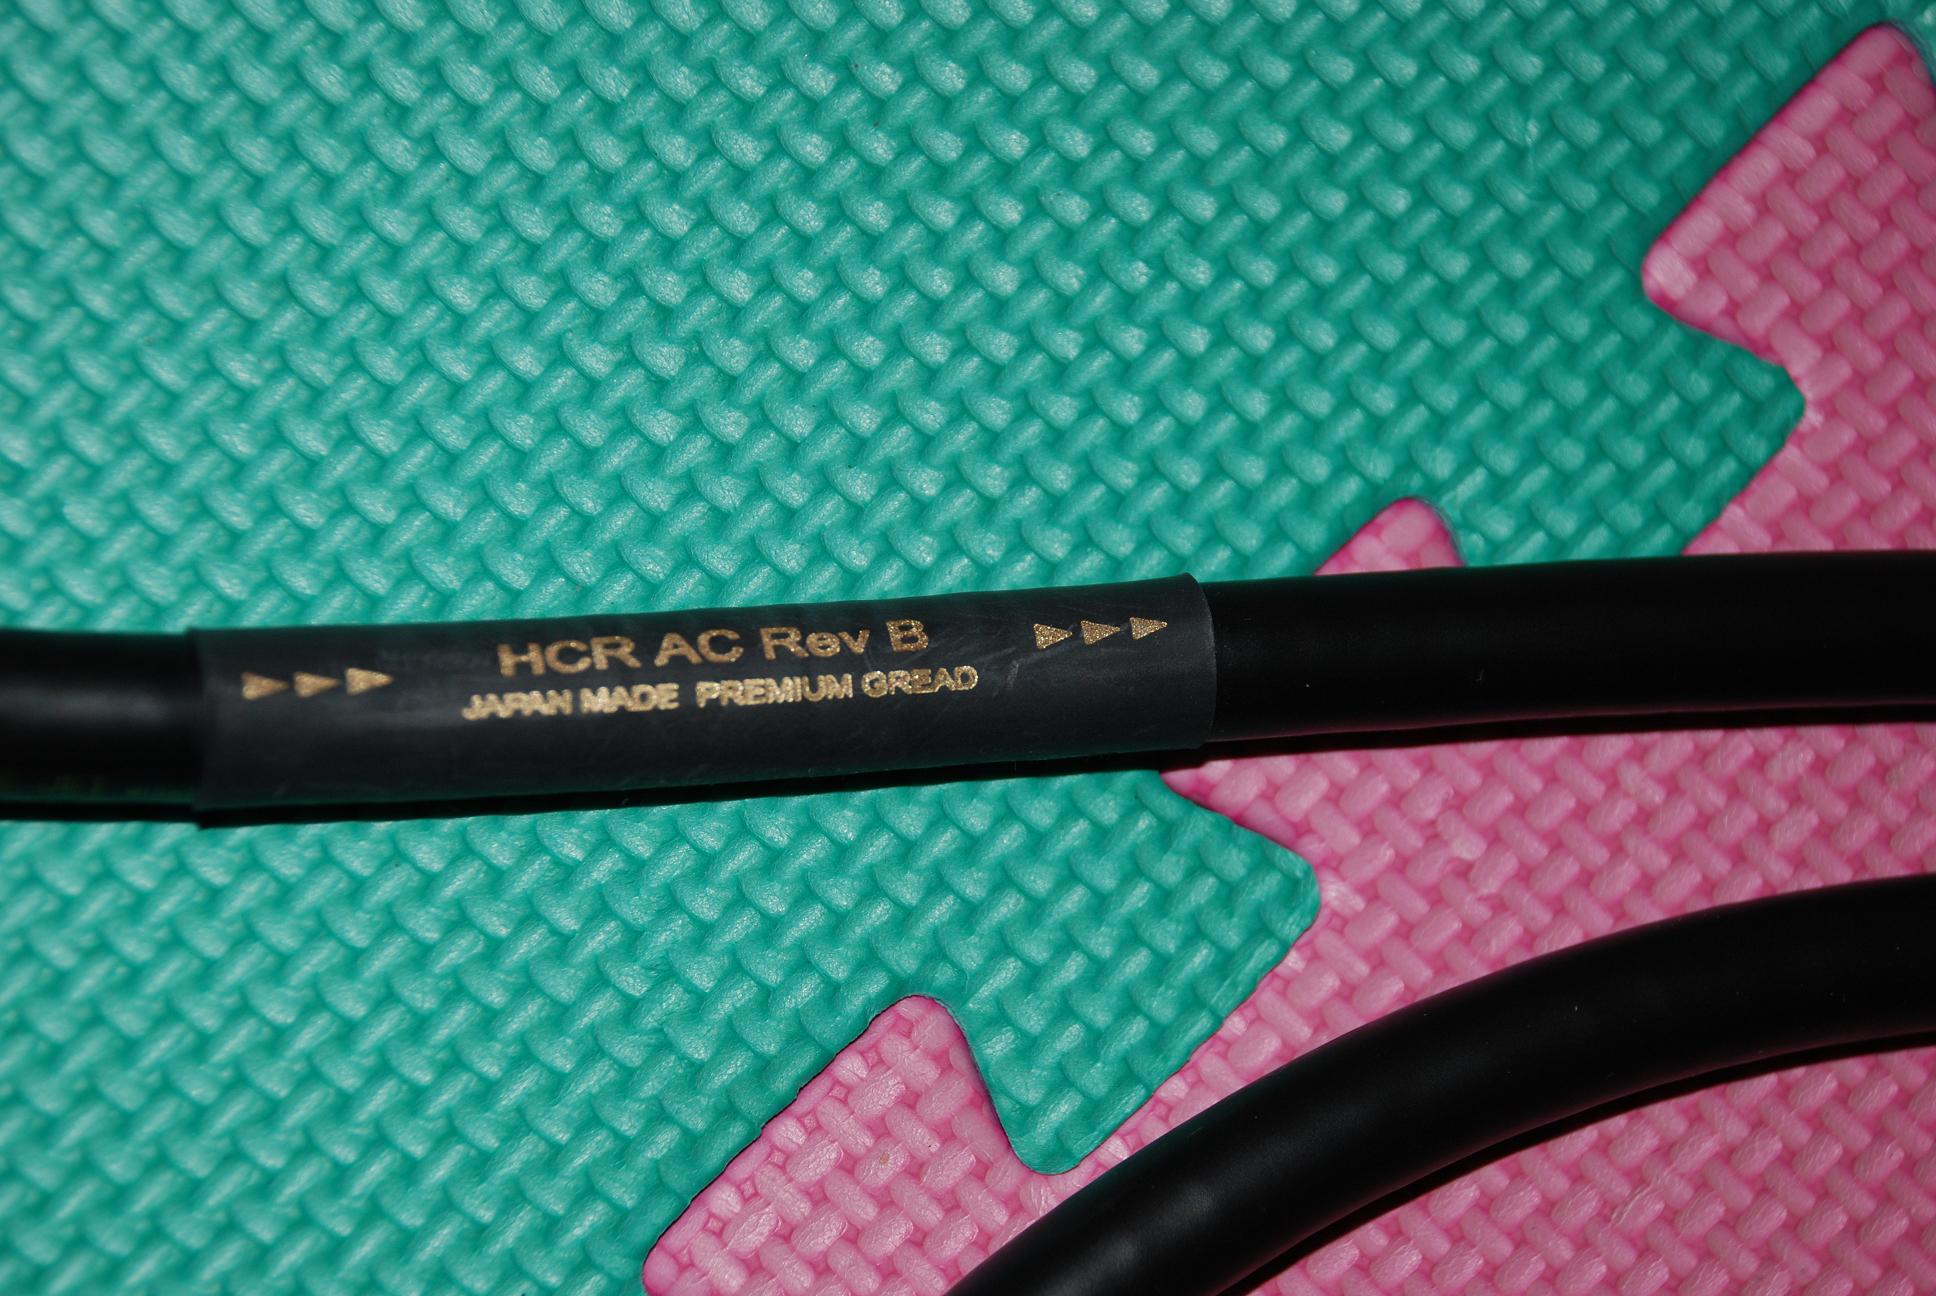 HCR AC Rev B
JAPAN MADE PREMIUM GREAD